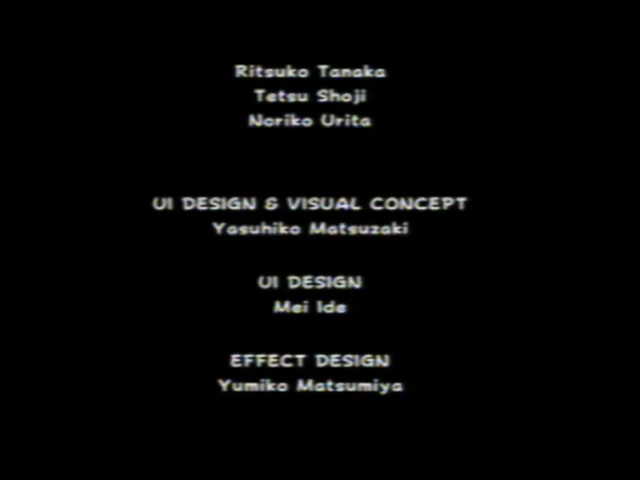 Ritsuko Tanaka
Tetsu Shoji
Noriko Urita
UI DESIGN & VISUAL CONCEPT
Yasuhiko Matsuzaki
UI DESIGN
Mei Ide
EFFECT DESIGN
Yumiko Matsumiya